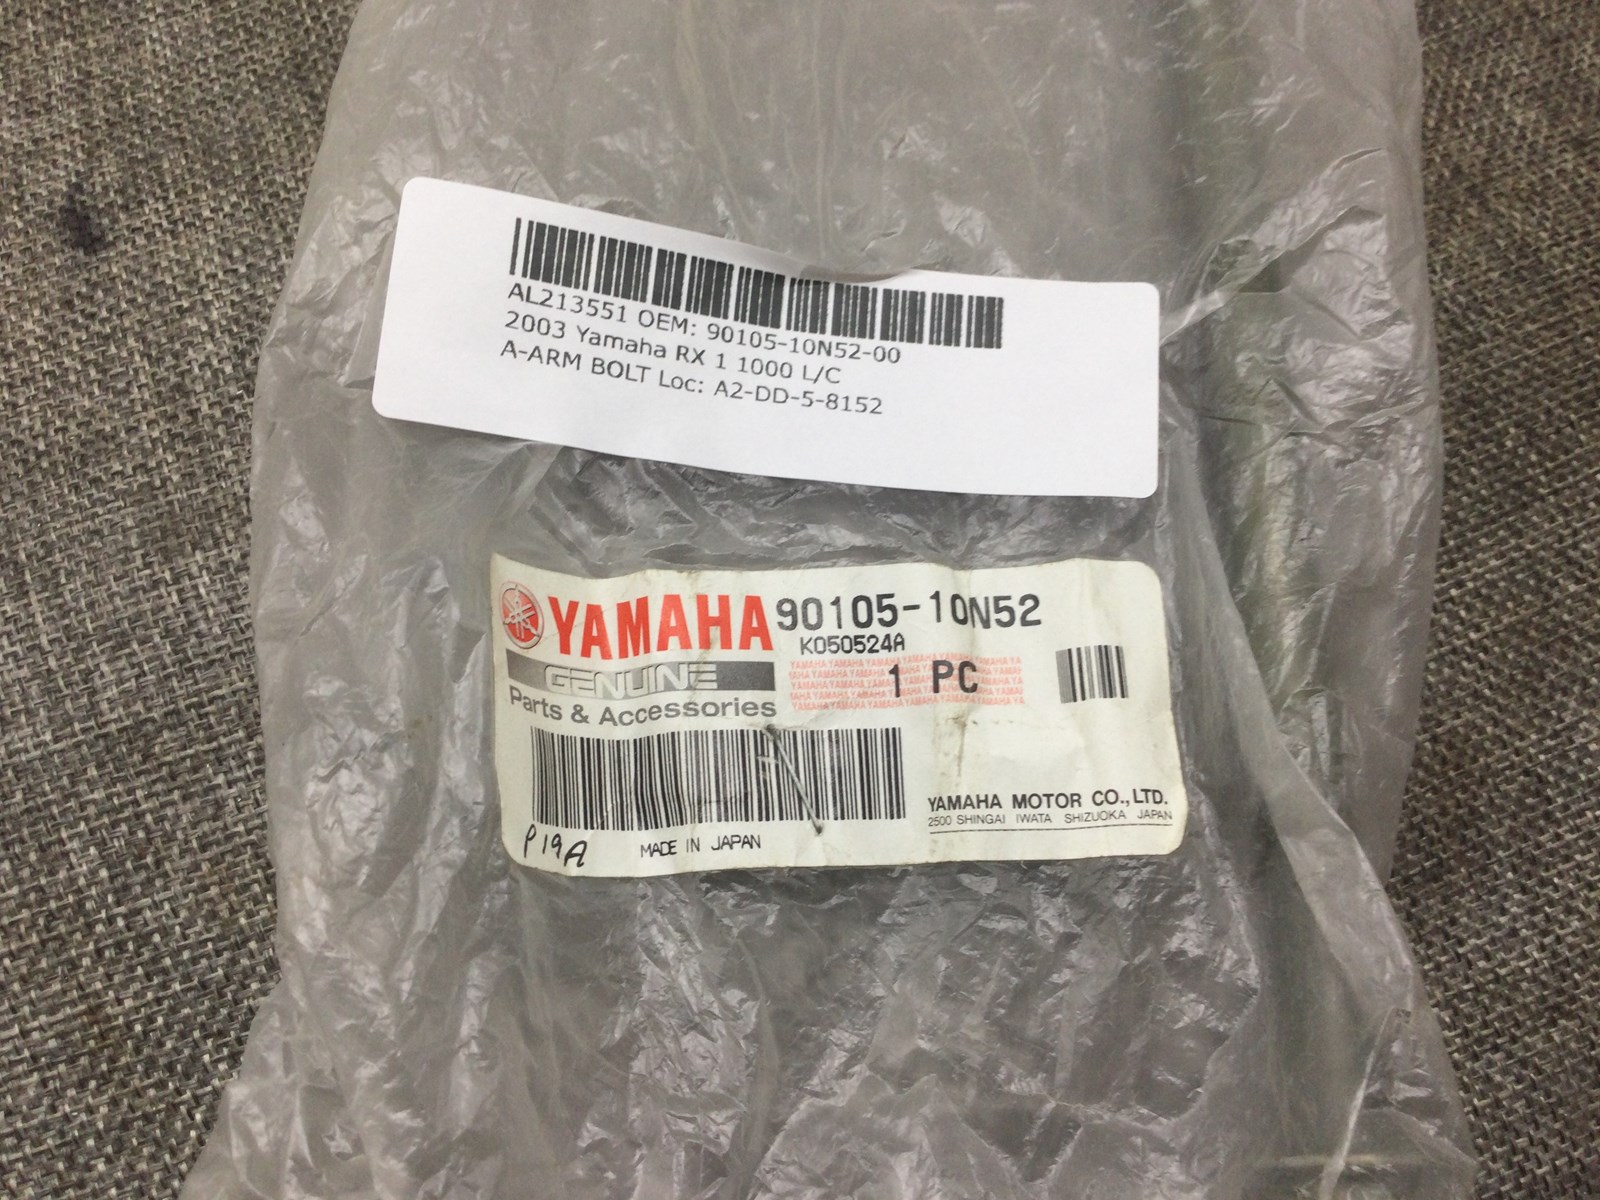 AL213551 OEM: 90105-10N52-00
2003 Yamaha RX 1 1000 L/C
A-ARM BOLT Loc: A2-DD-5-8152
YAMAHA 90105-10N52
K050524A
GENUINE
1 PC
Parts & Accessories
YAMAHA MOTOR CO., LTD.
2500 SHINGAI IWATA SHIZUOKA JAPAN
P19A MADE IN JAPAN